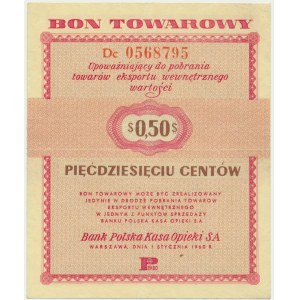 BON TOWAROWY
Dc 0568795
Upoważniający do pobrania
towarów eksportu wewnętrznego
wartości
$0,50$
PIĘĆDZIESIĘCIU CENTÓW
BON TOWAROWY MOŻE BYĆ ZREALIZOWANY
JEDYNIE W DRODZE POBRANIA TOWARÓW
EKSPORTU WEWNĘTRZNEGO
W JEDNYM Z PUNKTÓW SPRZEDAŻY
BANKU POLSKA KASA OPIEKI S.A.
Bank Polska Kasa Opieki SA
WARSZAWA, DNIA 1 STYCZNIA 1960 R.